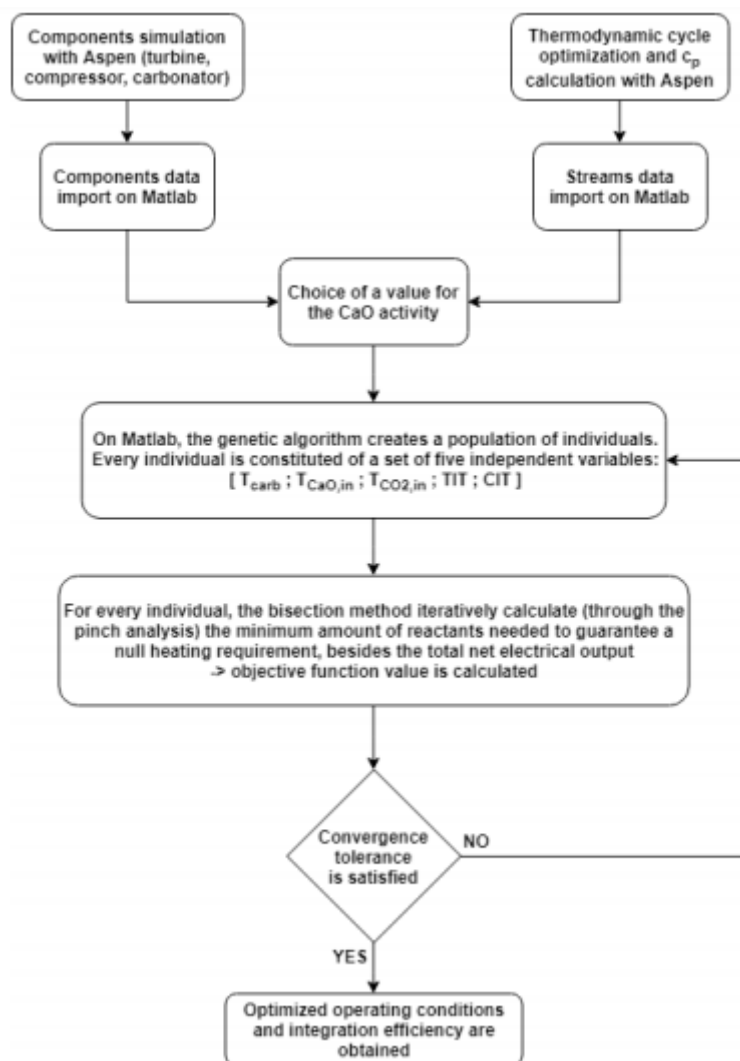 Components simulation
with Aspen (turbine,
compressor, carbonator)
Thermodynamic cycle
optimization and cp
calculation with Aspen
Components data
import on Matlab
Streams data
import on Matlab
Choice of a value for
the CaO activity
On Matlab, the genetic algorithm creates a population of individuals.
Every individual is constituted of a set of five independent variables:
[ Tcarb ; TCaO,in ; TCO2,in ; TIT ; CIT ]
For every individual, the bisection method iteratively calculate (through the
pinch analysis) the minimum amount of reactants needed to guarantee a
null heating requirement, besides the total net electrical output
-> objective function value is calculated
Convergence
tolerance
is satisfied
NO
YES
Optimized operating conditions
and integration efficiency are
obtained